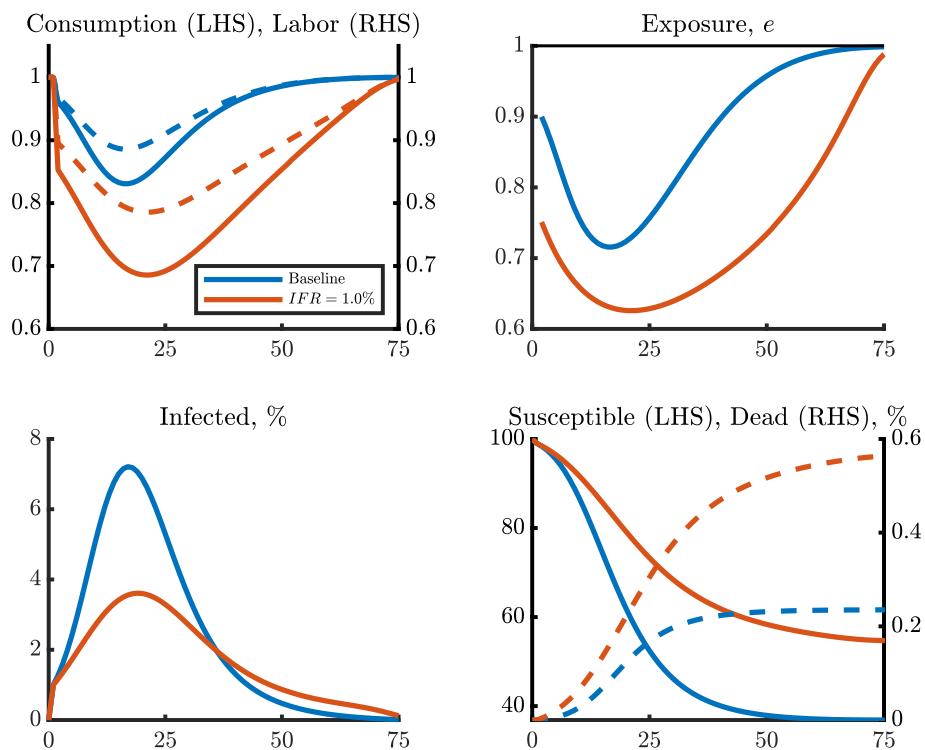 Consumption (LHS), Labor (RHS)
1 1
0.9 0.9
0.8 0.8
0.7 0.7
0.6 0.6
0 25 50 75
Baseline
IFR = 1.0%
Exposure, e
1
0.9
0.8
0.7
0.6
0 25 50 75
Infected, %
8
6
4
2
0
0 25 50 75
Susceptible (LHS), Dead (RHS), %
100 0.6
80 0.4
60 0.2
40 0
0 25 50 75